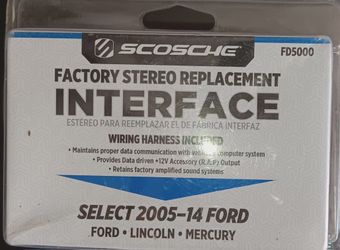 SCOSCHE
FD5000
FACTORY STEREO REPLACEMENT
INTERFACE
ESTÉREO PARA REEMPLAZAR EL DE FÁBRICA INTERFAZ
WIRING HARNESS INCLUDED
• Maintains proper data communication with vehicle computer system
• Provides Data driven +12V Accessory (R.A.P) Output
• Retains factory amplified sound systems
SELECT 2005-14 FORD
FORD • LINCOLN • MERCURY